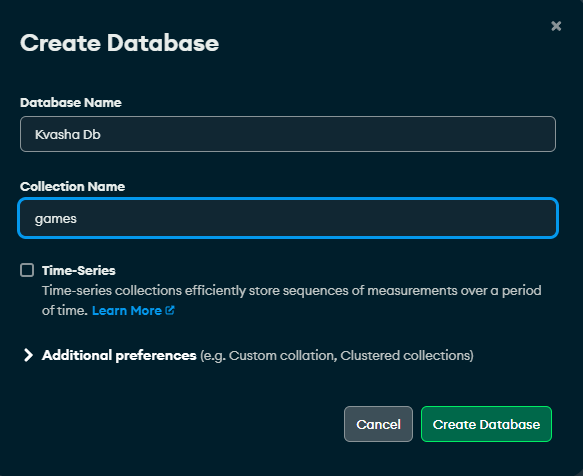 Create Database
Database Name
Kvasha Db
Collection Name
games
Time-Series
Time-series collections efficiently store sequences of measurements over a period
of time. Learn More
Additional preferences (e.g. Custom collation, Clustered collections)
Cancel Create Database